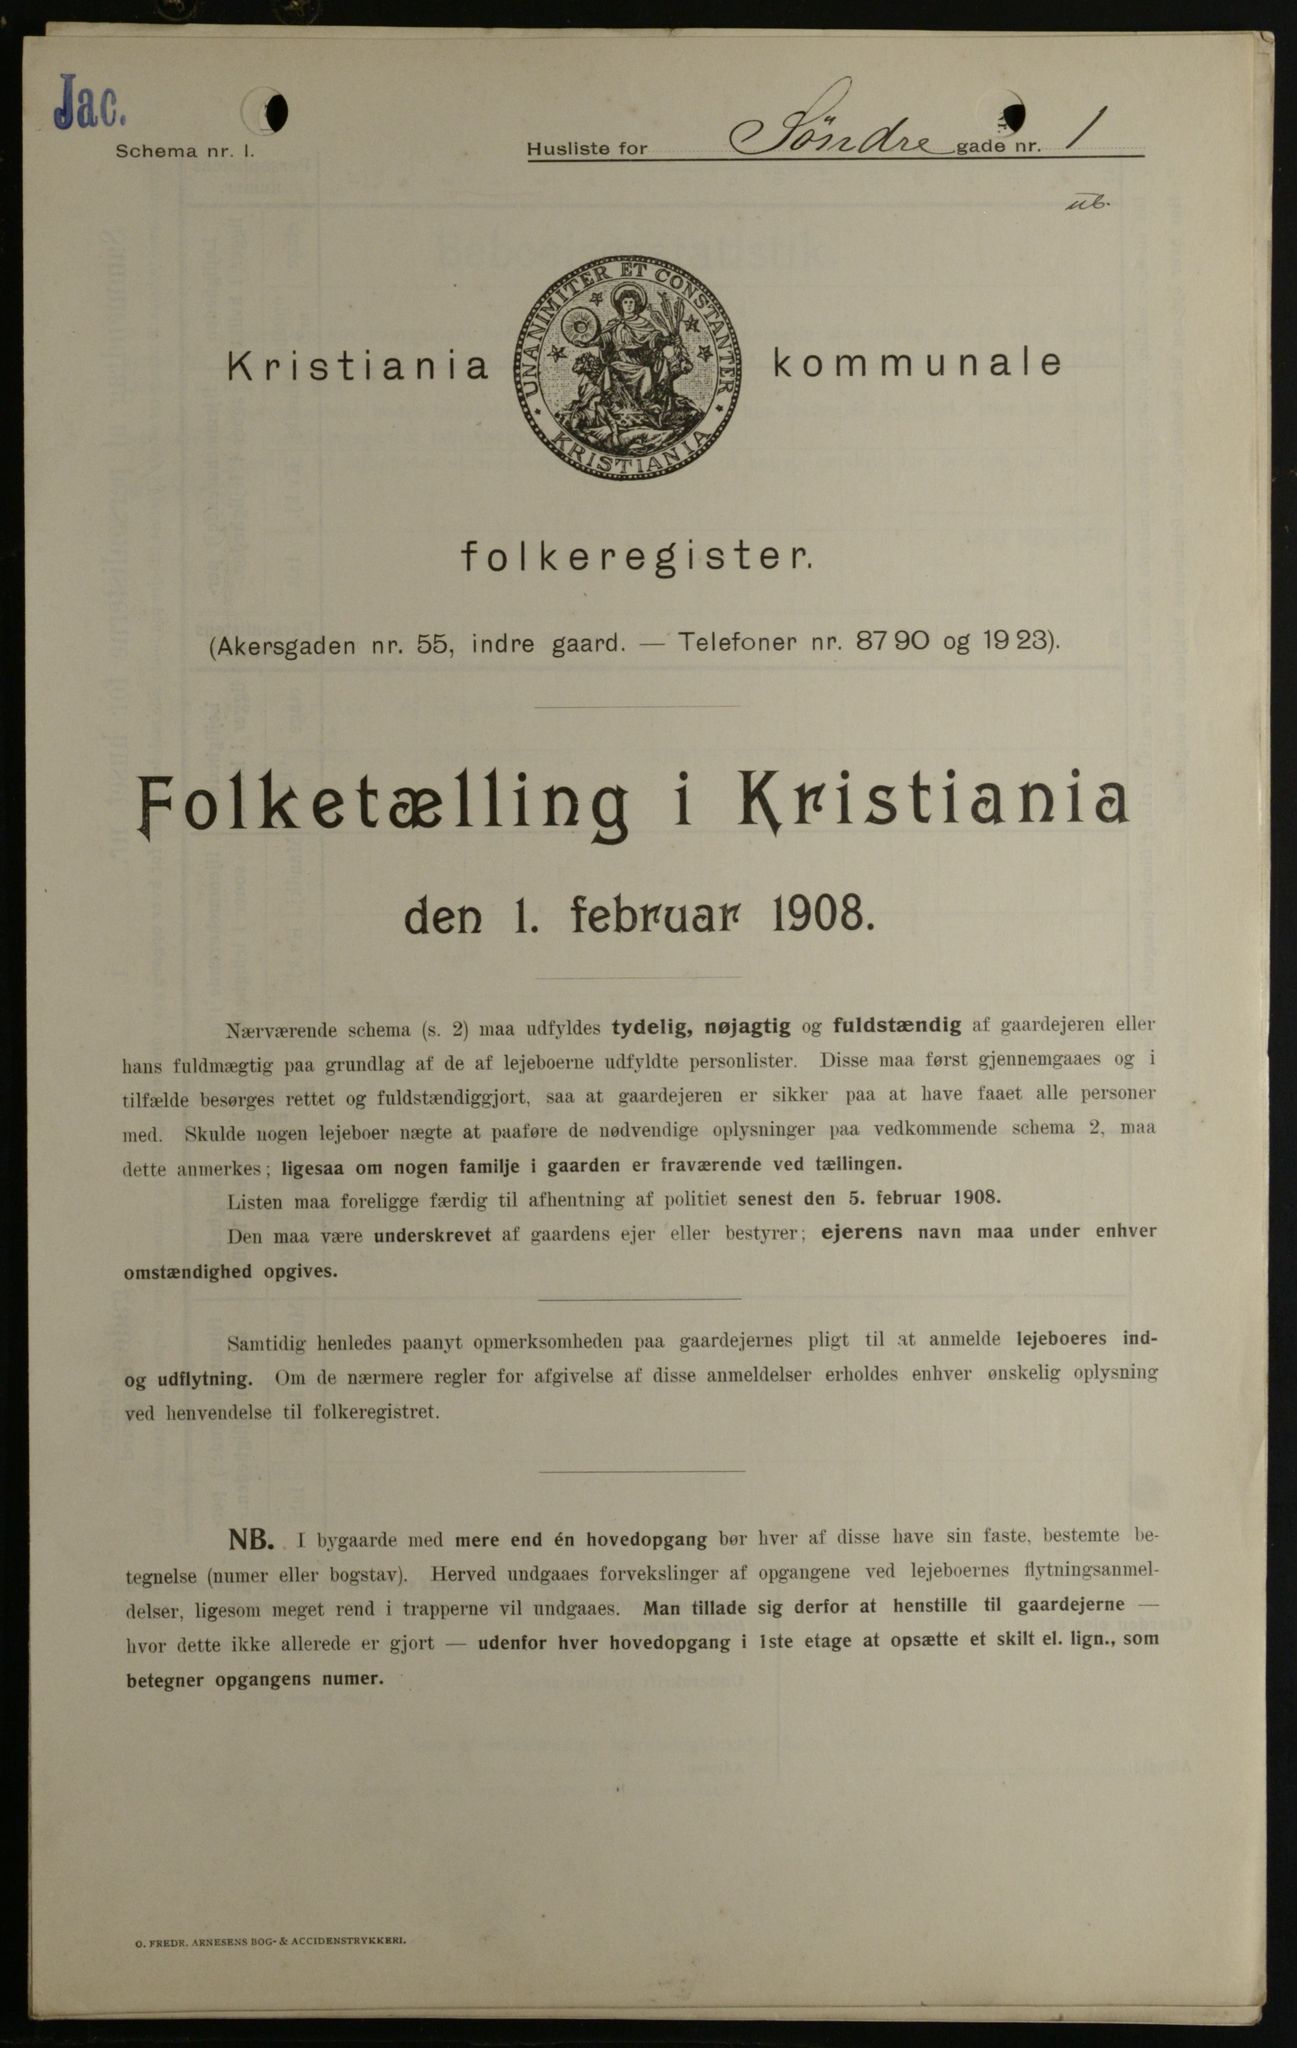 Jac.
Schema nr. I.
Husliste for Söndre gade nr. 1
ub.
UNANIMITER ET CONSTANTER
KRISTIANIA
Kristiania kommunale
folkeregister.
(Akersgaden nr. 55, indre gaard. — Telefoner nr. 87 90 og 19 23).
Folketælling i Kristiania
den 1. februar 1908.
Nærværende schema (s. 2) maa udfyldes tydelig, nøjagtig og fuldstændig af gaardejeren eller
hans fuldmægtig paa grundlag af de af lejeboerne udfyldte personlister. Disse maa først gjennemgaaes og i
tilfælde besørges rettet og fuldstændiggjort, saa at gaardejeren er sikker paa at have faaet alle personer
med. Skulde nogen lejeboer nægte at paaføre de nødvendige oplysninger paa vedkommende schema 2, maa
dette anmerkes; ligesaa om nogen familje i gaarden er fraværende ved tællingen.
Listen maa foreligge færdig til afhentning af politiet senest den 5. februar 1908.
Den maa være underskrevet af gaardens ejer eller bestyrer; ejerens navn maa under enhver
omstændighed opgives.
Samtidig henledes paanyt opmerksomheden paa gaardejernes pligt til at anmelde lejeboeres ind-
og udflytning. Om de nærmere regler for afgivelse af disse anmeldelser erholdes enhver ønskelig oplysning
ved henvendelse til folkeregistret.
NB. I bygaarde med mere end én hovedopgang bør hver af disse have sin faste, bestemte be-
tegnelse (numer eller bogstav). Herved undgaaes forvekslinger af opgangene ved lejeboernes flytningsanmel-
delser, ligesom meget rend i trapperne vil undgaaes. Man tillade sig derfor at henstille til gaardejerne —
hvor dette ikke allerede er gjort — udenfor hver hovedopgang i 1ste etage at opsætte et skilt el. lign., som
betegner opgangens numer.
O. FREDR. ARNESENS BOG- & ACCIDENSTRYKKERI.